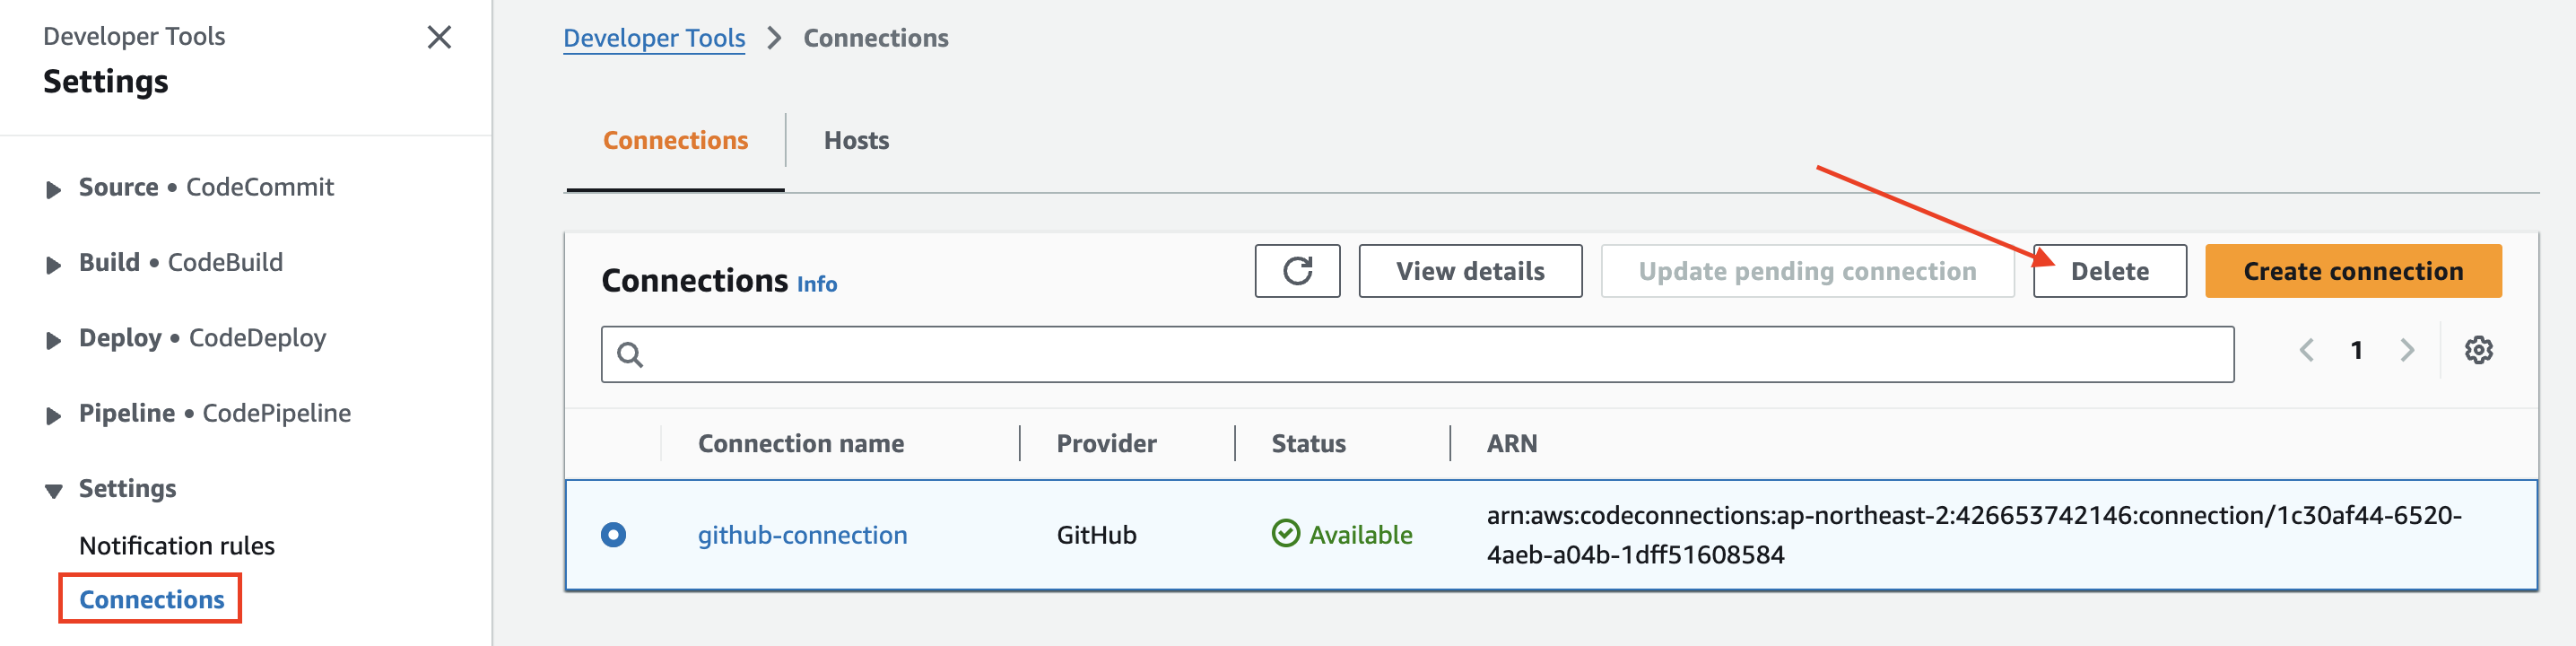 Developer Tools
Settings
Source • CodeCommit
Build • CodeBuild
Deploy • CodeDeploy
Pipeline • CodePipeline
Settings
Notification rules
Connections
Developer Tools
Connections
Connections
Hosts
Connections Info
View details
Update pending connection
Delete
Create connection
1
Connection name
Provider
Status
ARN
github-connection
GitHub
Available
arn:aws:codeconnections:ap-northeast-2:426653742146:connection/1c30af44-6520-
4aeb-a04b-1dff51608584